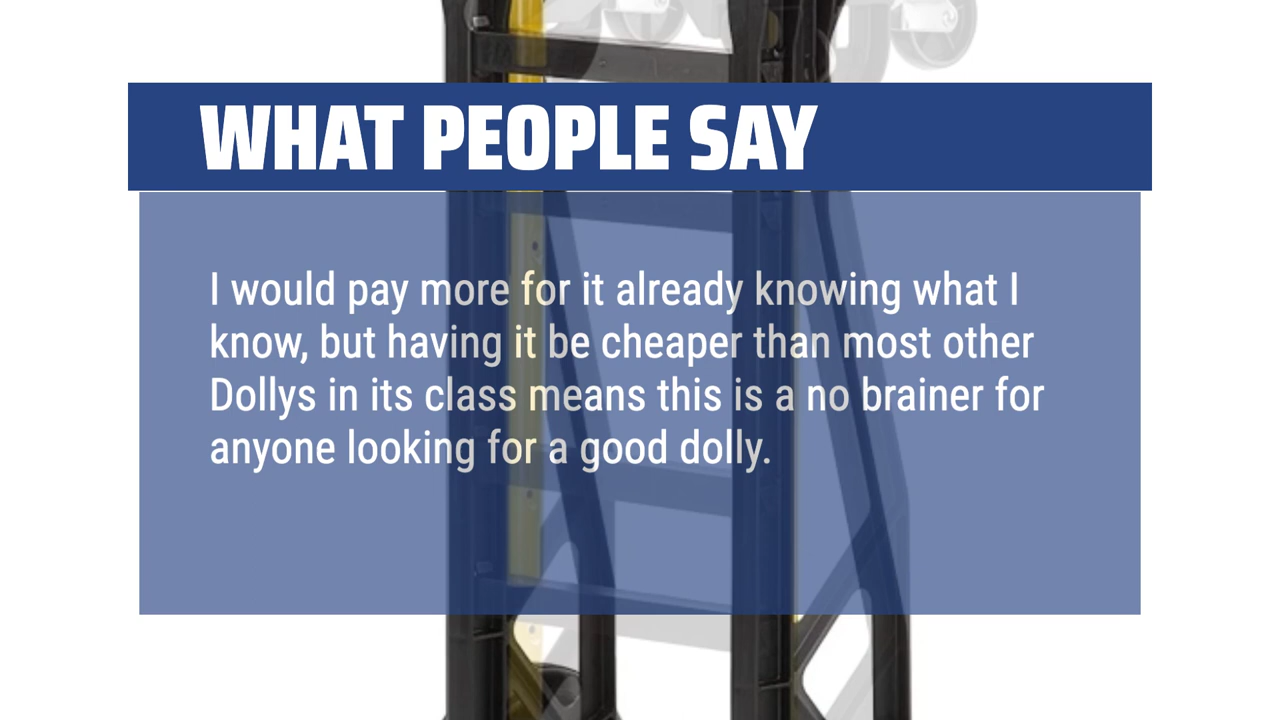 WHAT PEOPLE SAY
I would pay more for it already knowing what I
know, but having it be cheaper than most other
Dollys in its class means this is a no brainer for
anyone looking for a good dolly.